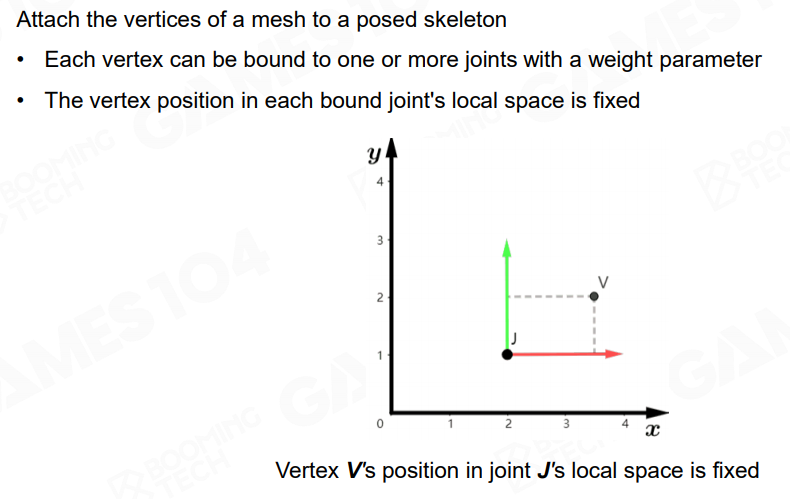 Attach the vertices of a mesh to a posed skeleton
• Each vertex can be bound to one or more joints with a weight parameter
• The vertex position in each bound joint's local space is fixed
y
4
3
V
2
J
1
0 1 2 3 4 x
Vertex V's position in joint J's local space is fixed
BOOMING TECH
GAMES104